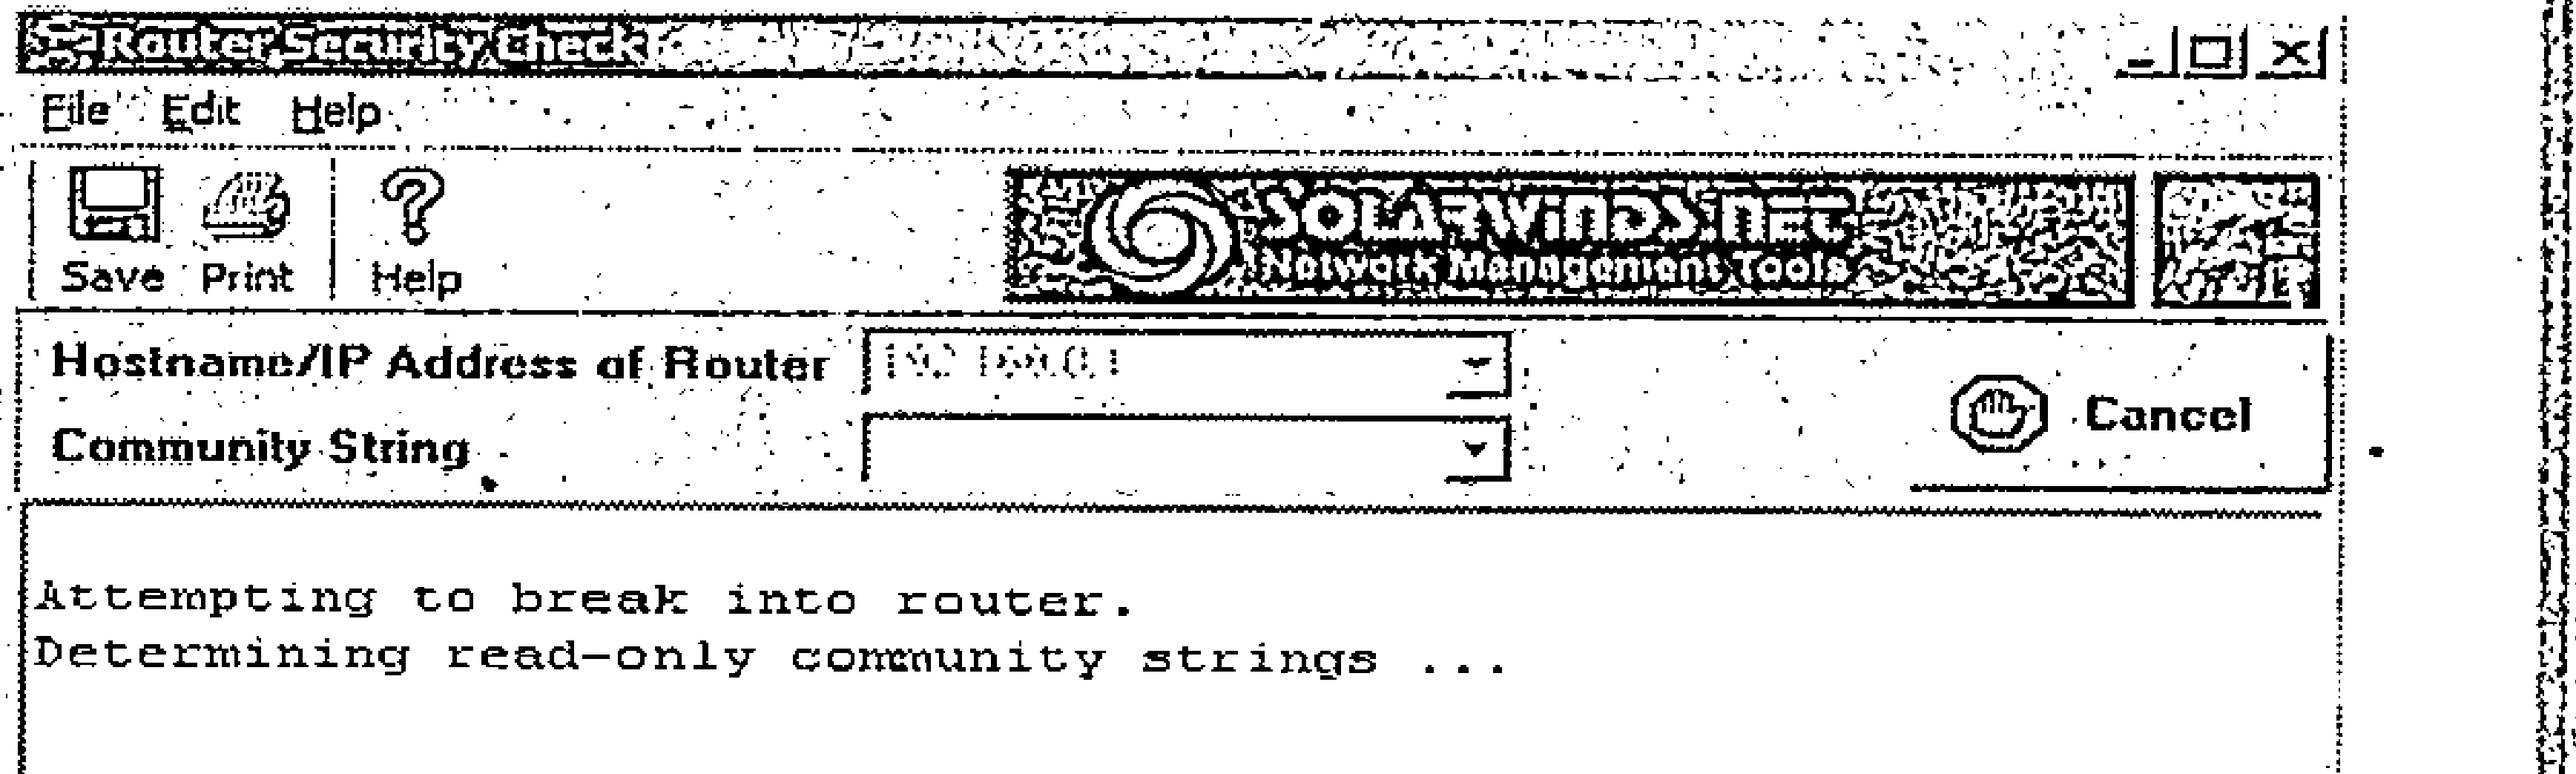 Router Security Check
File Edit Help
SOLARWINDS.NET
Network Management Tools
Save Print Help
Hostname/IP Address of Router
Community String
Cancel
Attempting to break into router.
Determining read-only community strings ...